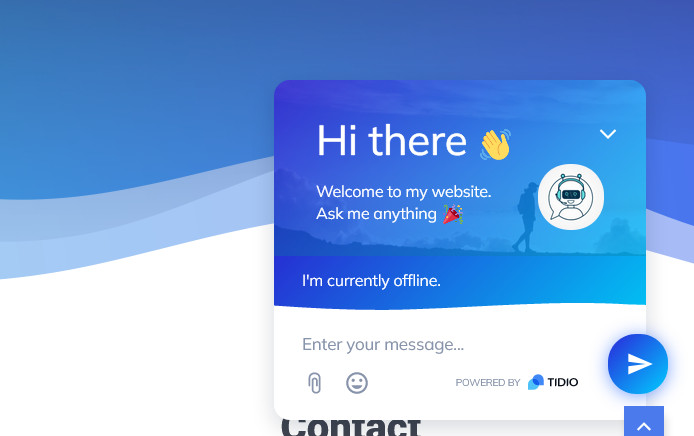 Hi there 👋
Welcome to my website.
Ask me anything 🎉
I'm currently offline.
Enter your message...
POWERED BY TIDIO
Contact